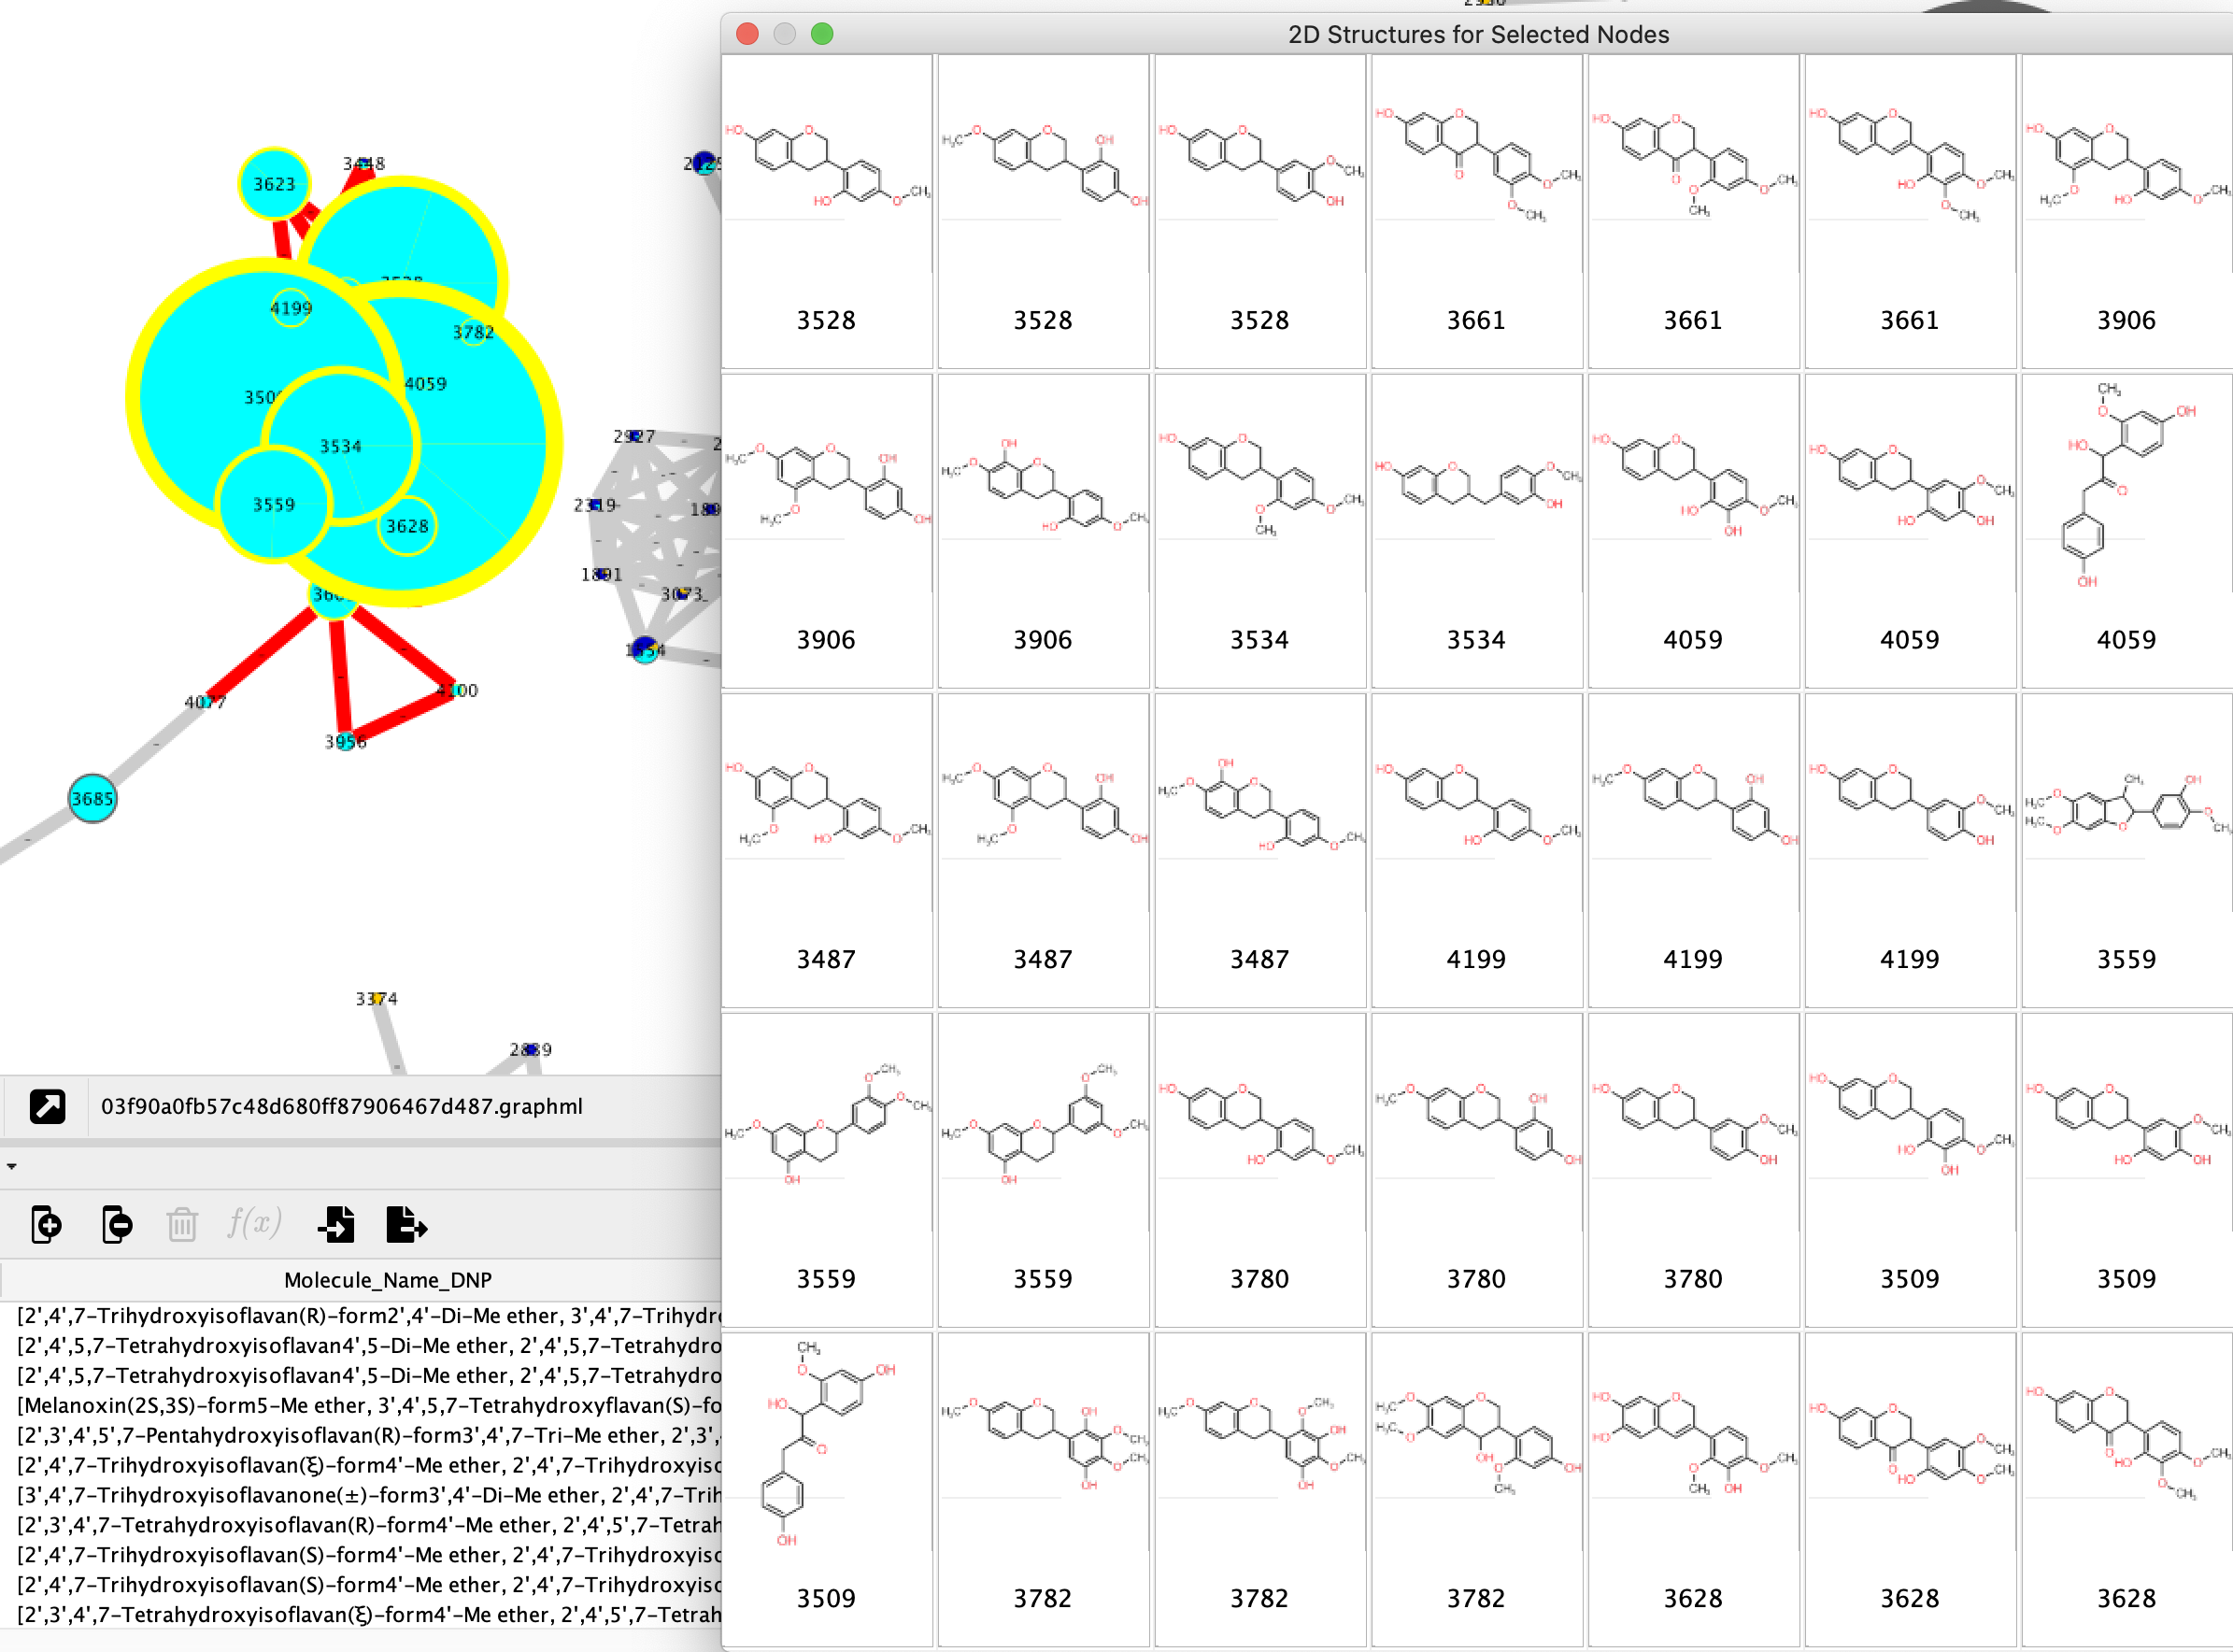 2D Structures for Selected Nodes
3623
3448
4199
3782
4059
3534
3559
3628
4077
4100
3956
3685
2927
2319
1891
3073
3374
2889
3528 3528 3528 3661 3661 3661 3906
3906 3906 3534 3534 4059 4059 4059
3487 3487 3487 4199 4199 4199 3559
3559 3559 3780 3780 3780 3509 3509
3509 3782 3782 3782 3628 3628 3628
03f90a0fb57c48d680ff87906467d487.graphml
f(x)
Molecule_Name_DNP
[2',4',7-Trihydroxyisoflavan(R)-form2',4'-Di-Me ether, 3',4',7-Trihydr
[2',4',5,7-Tetrahydroxyisoflavan4',5-Di-Me ether, 2',4',5,7-Tetrahydro
[2',4',5,7-Tetrahydroxyisoflavan4',5-Di-Me ether, 2',4',5,7-Tetrahydro
[Melanoxin(2S,3S)-form5-Me ether, 3',4',5,7-Tetrahydroxyflavan(S)-fo
[2',3',4',5',7-Pentahydroxyisoflavan(R)-form3',4',7-Tri-Me ether, 2',3',
[2',4',7-Trihydroxyisoflavan(ξ)-form4'-Me ether, 2',4',7-Trihydroxyiso
[3',4',7-Trihydroxyisoflavanone(±)-form3',4'-Di-Me ether, 2',4',7-Trih
[2',3',4',7-Tetrahydroxyisoflavan(R)-form4'-Me ether, 2',4',5',7-Tetrah
[2',4',7-Trihydroxyisoflavan(S)-form4'-Me ether, 2',4',7-Trihydroxyiso
[2',4',7-Trihydroxyisoflavan(S)-form4'-Me ether, 2',4',7-Trihydroxyiso
[2',3',4',7-Tetrahydroxyisoflavan(ξ)-form4'-Me ether, 2',4',5',7-Tetrah